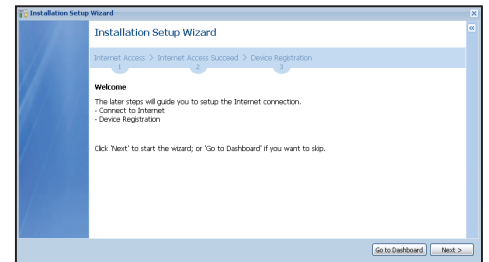 Installation Setup Wizard
Installation Setup Wizard
Internet Access > Internet Access Succeed > Device Registration
1 2 3
Welcome
The later steps will guide you to setup the Internet connection.
- Connect to Internet
- Device Registration
Click 'Next' to start the wizard; or 'Go to Dashboard' if you want to skip.
Go to Dashboard Next >